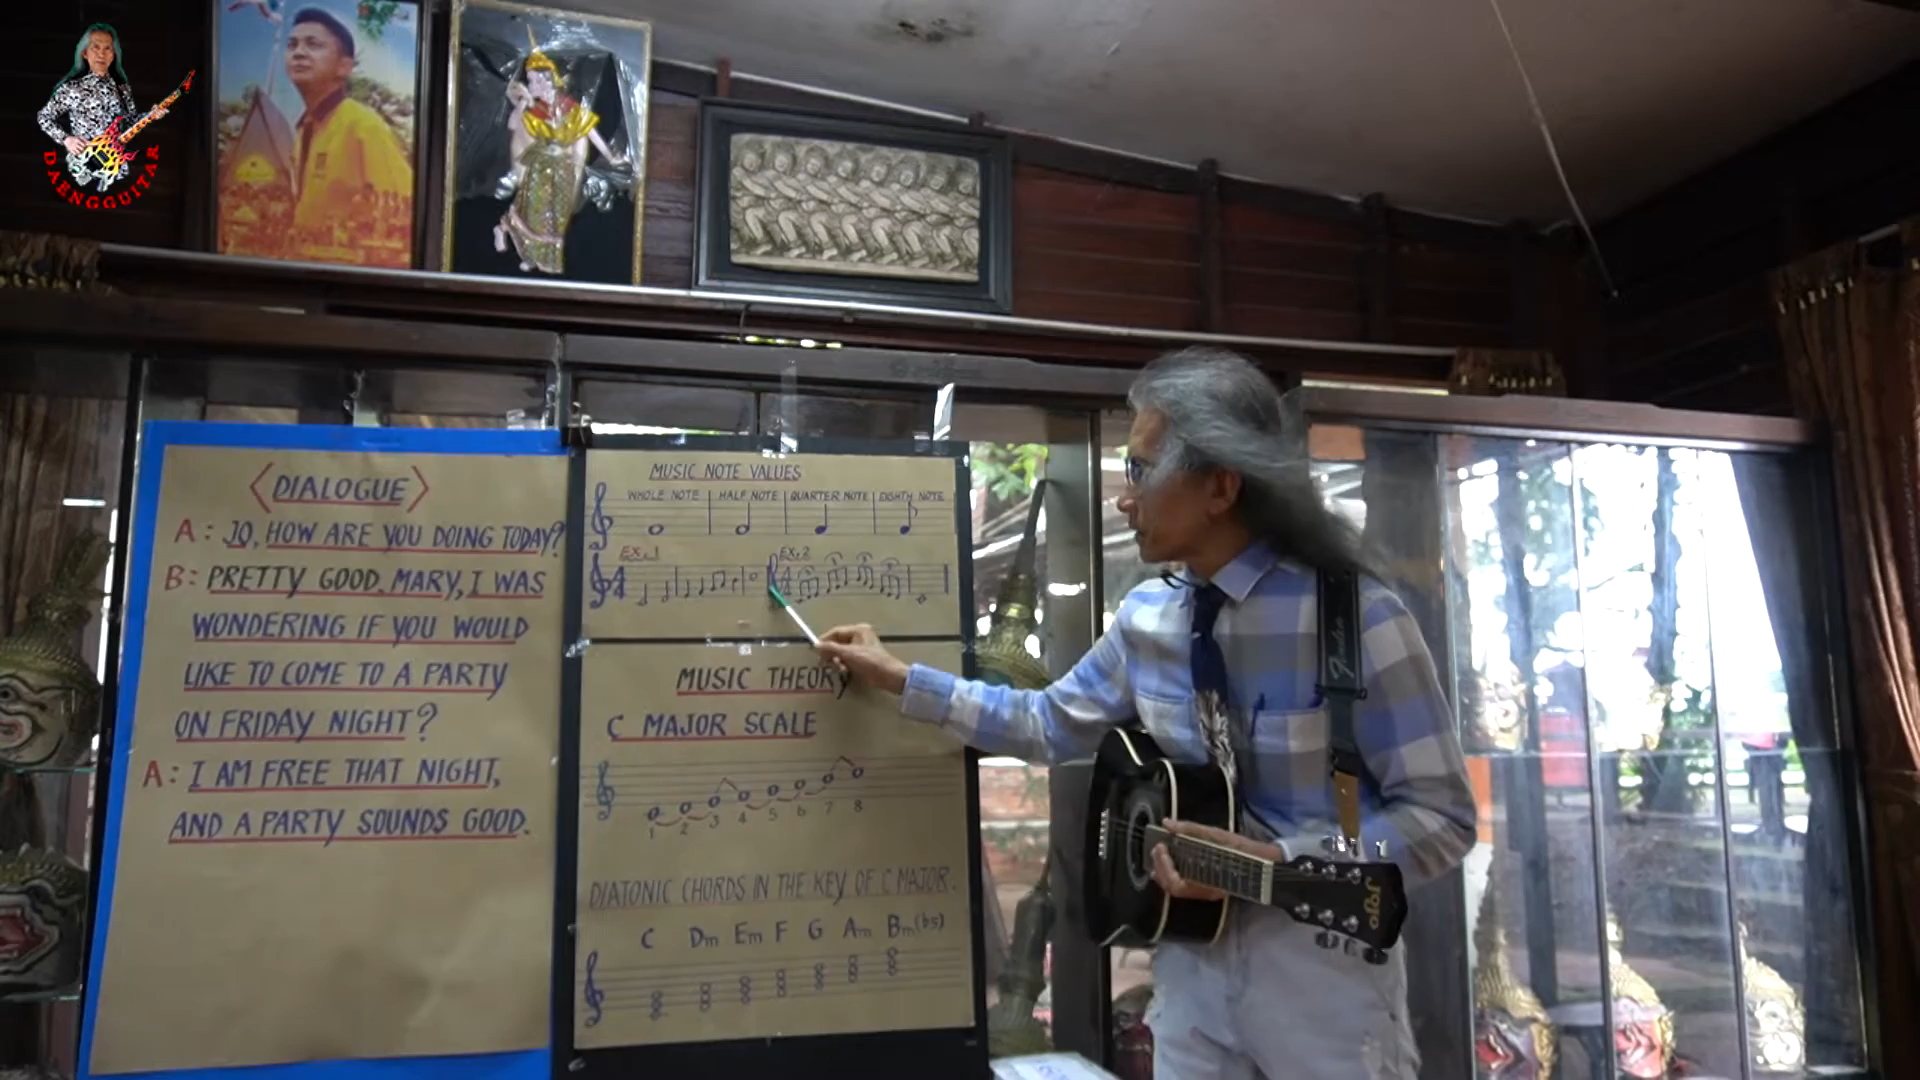 DAENGGUITAR
<DIALOGUE>
A: JO, HOW ARE YOU DOING TODAY?
B: PRETTY GOOD. MARY, I WAS
WONDERING IF YOU WOULD
LIKE TO COME TO A PARTY
ON FRIDAY NIGHT?
A: I AM FREE THAT NIGHT,
AND A PARTY SOUNDS GOOD.
MUSIC NOTE VALUES
WHOLE NOTE HALF NOTE QUARTER NOTE EIGHTH NOTE
EX.1 EX.2
MUSIC THEORY
C MAJOR SCALE
1 2 3 4 5 6 7 8
DIATONIC CHORDS IN THE KEY OF C MAJOR.
C Dm Em F G Am Bm(b5)
Fender
JOJO